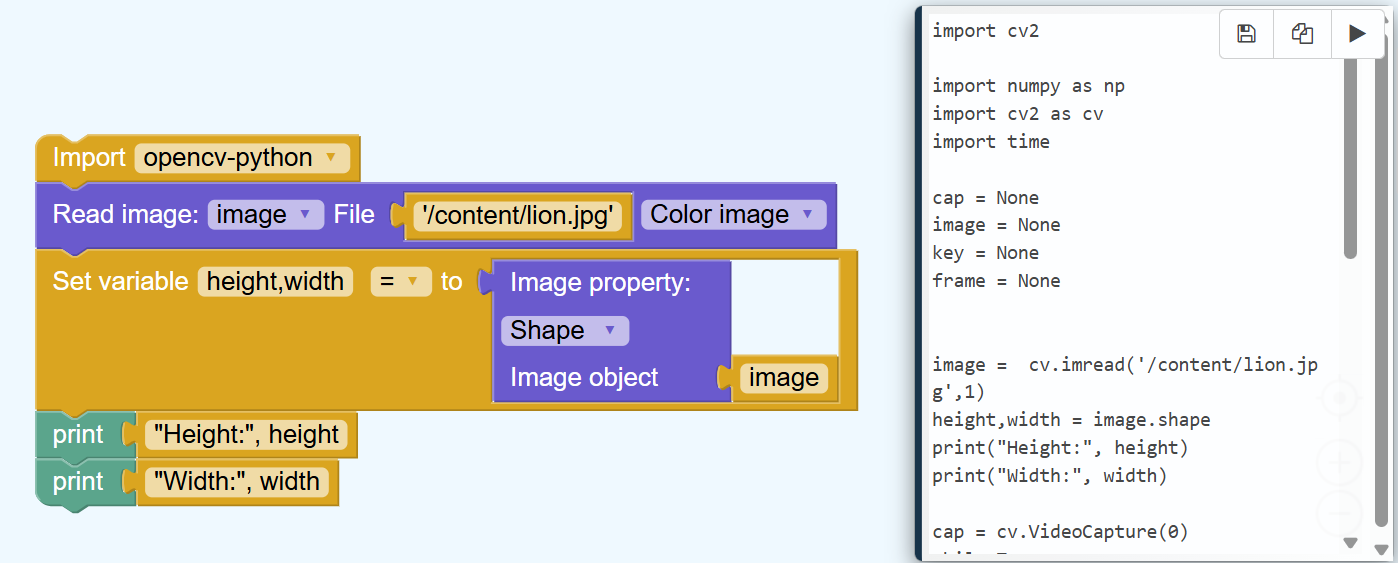 Import opencv-python
Read image: image File '/content/lion.jpg' Color image
Set variable height,width = to Image property:
Shape
Image object image
print "Height:", height
print "Width:", width
import cv2
import numpy as np
import cv2 as cv
import time
cap = None
image = None
key = None
frame = None
image =  cv.imread('/content/lion.jp
g',1)
height,width = image.shape
print("Height:", height)
print("Width:", width)
cap = cv.VideoCapture(0)